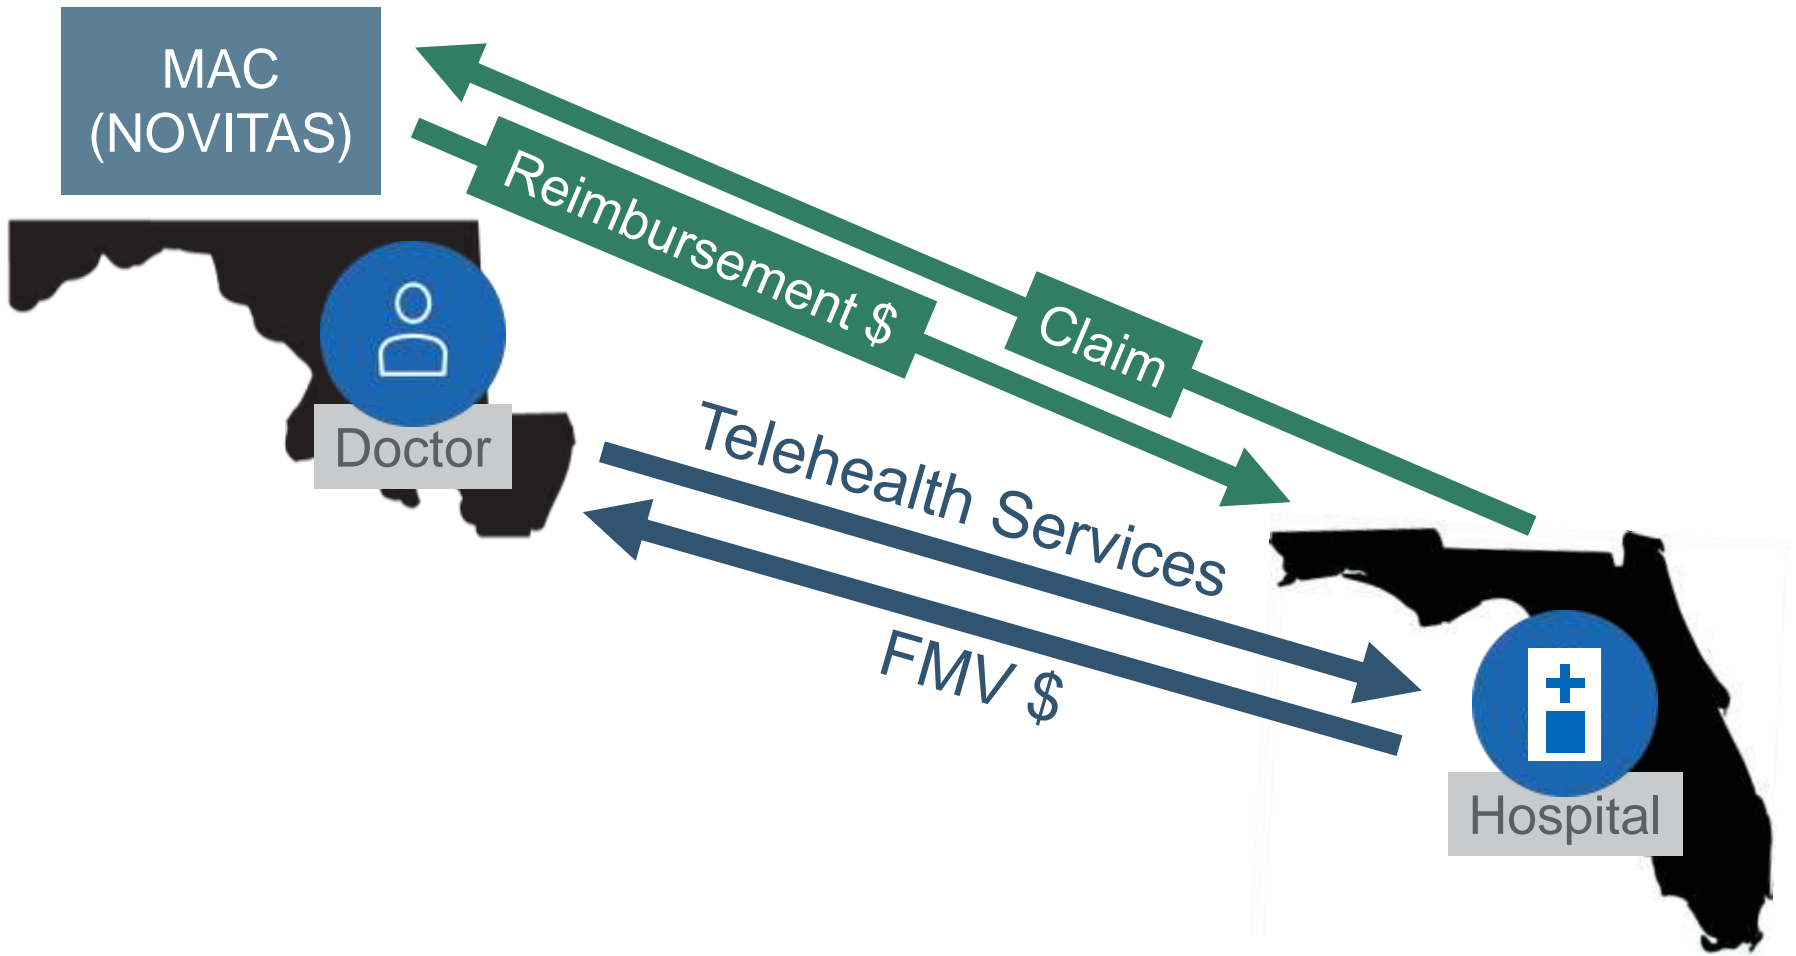 MAC
(NOVITAS)
Reimbursement $
Claim
Doctor
Telehealth Services
FMV $
Hospital